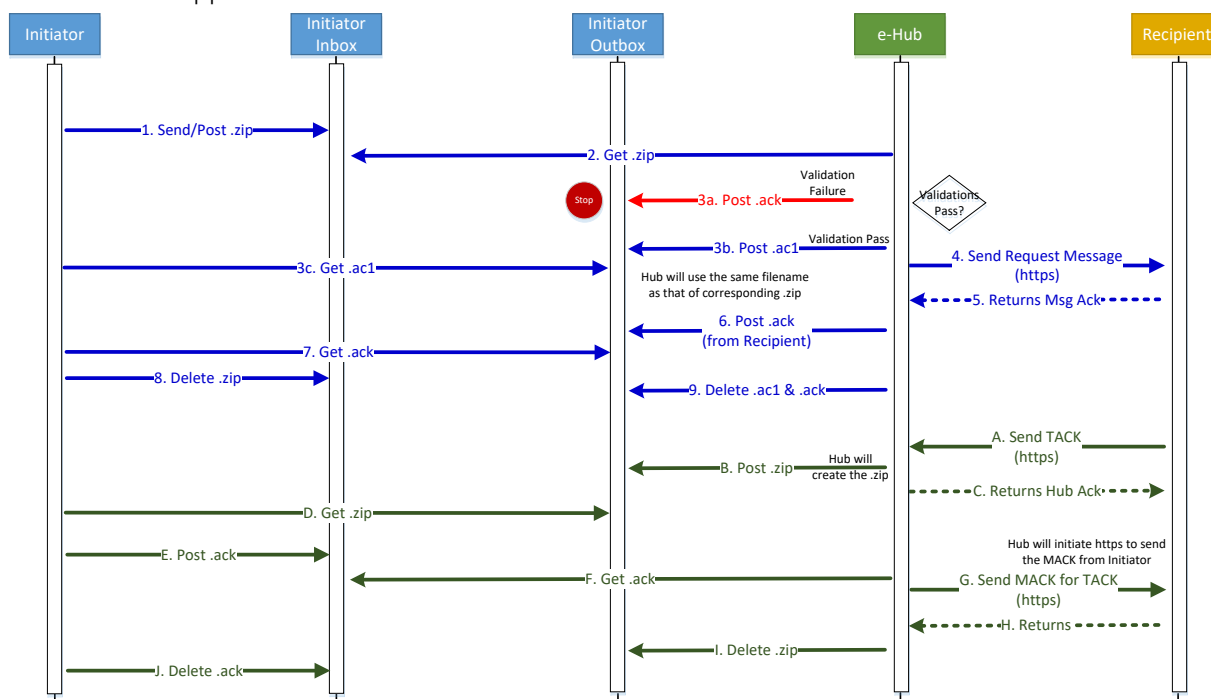 Initiator
Initiator
Inbox
Initiator
Outbox
e-Hub
Recipient
1. Send/Post .zip
2. Get .zip
Validation
Failure
Stop
3a. Post .ack
Validations
Pass?
3b. Post .ac1
Validation Pass
3c. Get .ac1
4. Send Request Message
(https)
Hub will use the same filename
as that of corresponding .zip
5. Returns Msg Ack
6. Post .ack
(from Recipient)
7. Get .ack
8. Delete .zip
9. Delete .ac1 & .ack
A. Send TACK
(https)
B. Post .zip
Hub will
create the .zip
C. Returns Hub Ack
D. Get .zip
E. Post .ack
Hub will initiate https to send
the MACK from Initiator
F. Get .ack
G. Send MACK for TACK
(https)
H. Returns
I. Delete .zip
J. Delete .ack